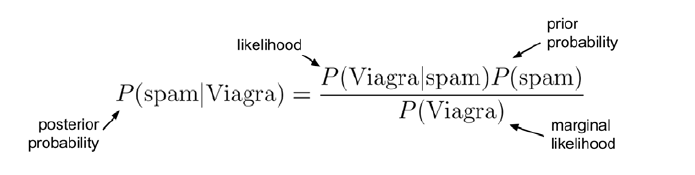 prior
probability
likelihood
P(Viagra|spam)P(spam)
P(spam|Viagra) =
P(Viagra)
posterior
probability
marginal
likelihood